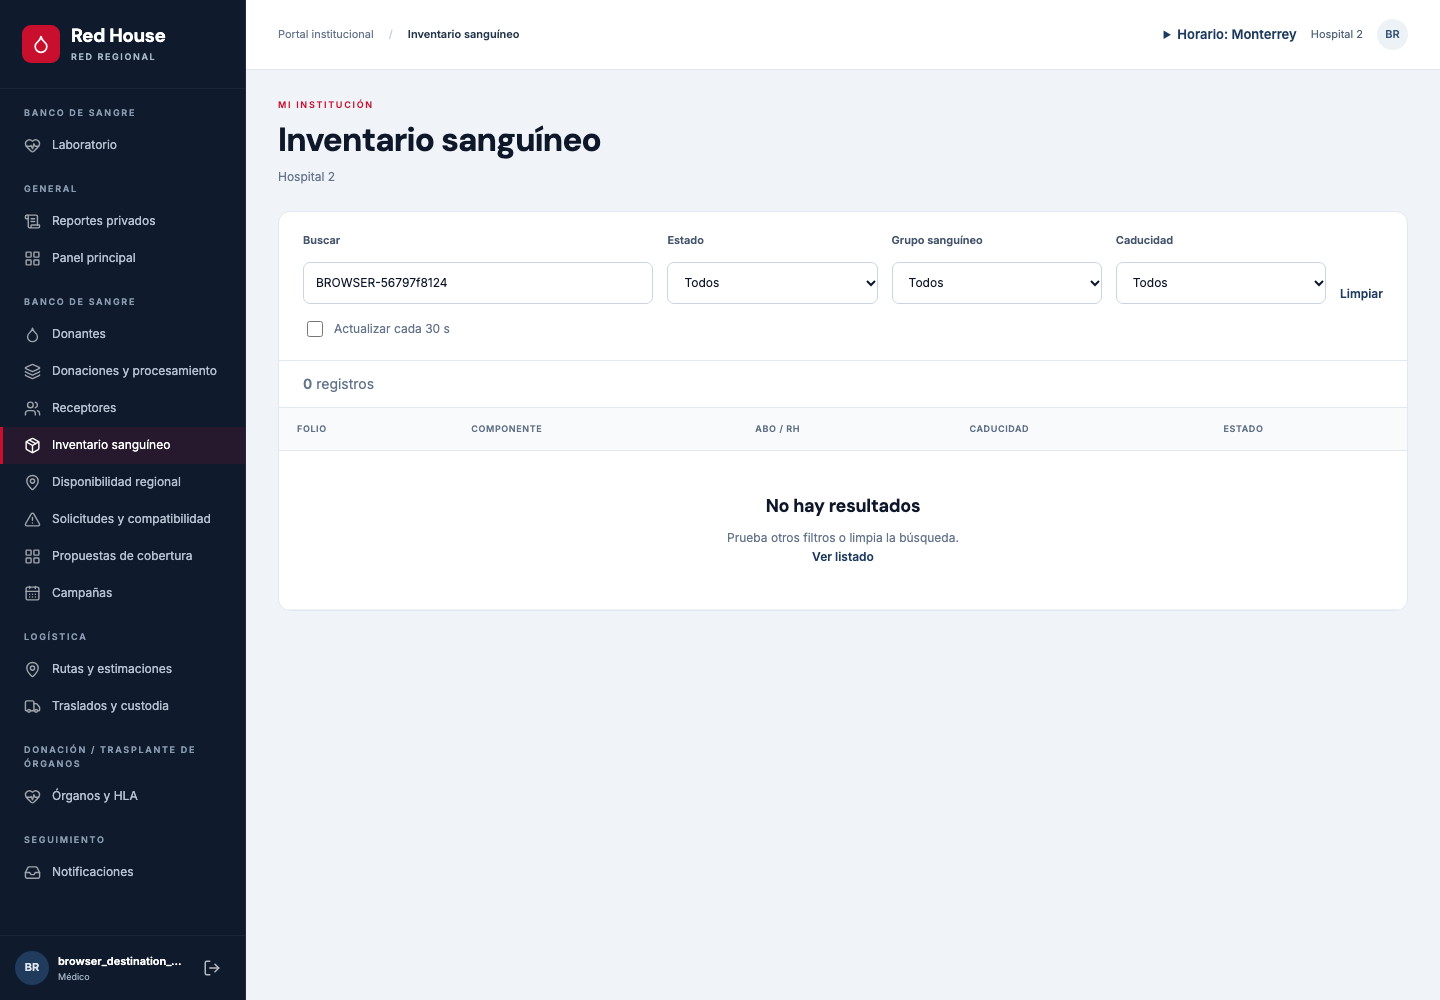 Red House
RED REGIONAL
BANCO DE SANGRE
Laboratorio
GENERAL
Reportes privados
Panel principal
BANCO DE SANGRE
Donantes
Donaciones y procesamiento
Receptores
Inventario sanguíneo
Disponibilidad regional
Solicitudes y compatibilidad
Propuestas de cobertura
Campañas
LOGÍSTICA
Rutas y estimaciones
Traslados y custodia
DONACIÓN / TRASPLANTE DE
ÓRGANOS
Órganos y HLA
SEGUIMIENTO
Notificaciones
BR
browser_destination_...
Médico
Portal institucional / Inventario sanguíneo
Horario: Monterrey Hospital 2 BR
MI INSTITUCIÓN
Inventario sanguíneo
Hospital 2
Buscar Estado Grupo sanguíneo Caducidad
BROWSER-56797f8124 Todos Todos Todos Limpiar
Actualizar cada 30 s
0 registros
FOLIO COMPONENTE ABO / RH CADUCIDAD ESTADO
No hay resultados
Prueba otros filtros o limpia la búsqueda.
Ver listado